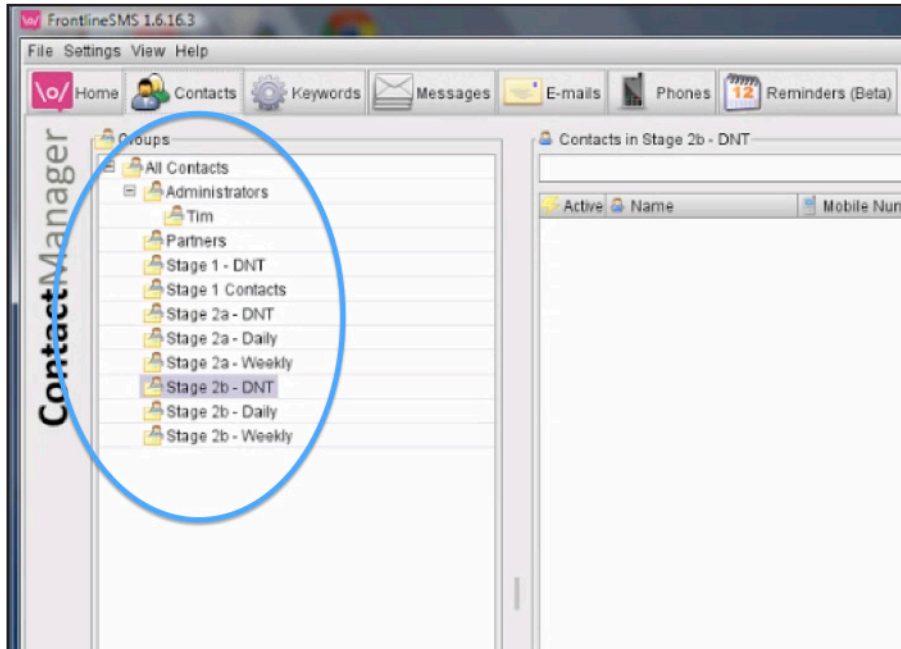 FrontlineSMS 1.6.16.3
File Settings View Help
\o/ Home Contacts Keywords Messages E-mails Phones 12 Reminders (Beta)
ContactManager
Groups
All Contacts
Administrators
Tim
Partners
Stage 1 - DNT
Stage 1 Contacts
Stage 2a - DNT
Stage 2a - Daily
Stage 2a - Weekly
Stage 2b - DNT
Stage 2b - Daily
Stage 2b - Weekly
Contacts in Stage 2b - DNT
Active Name Mobile Num